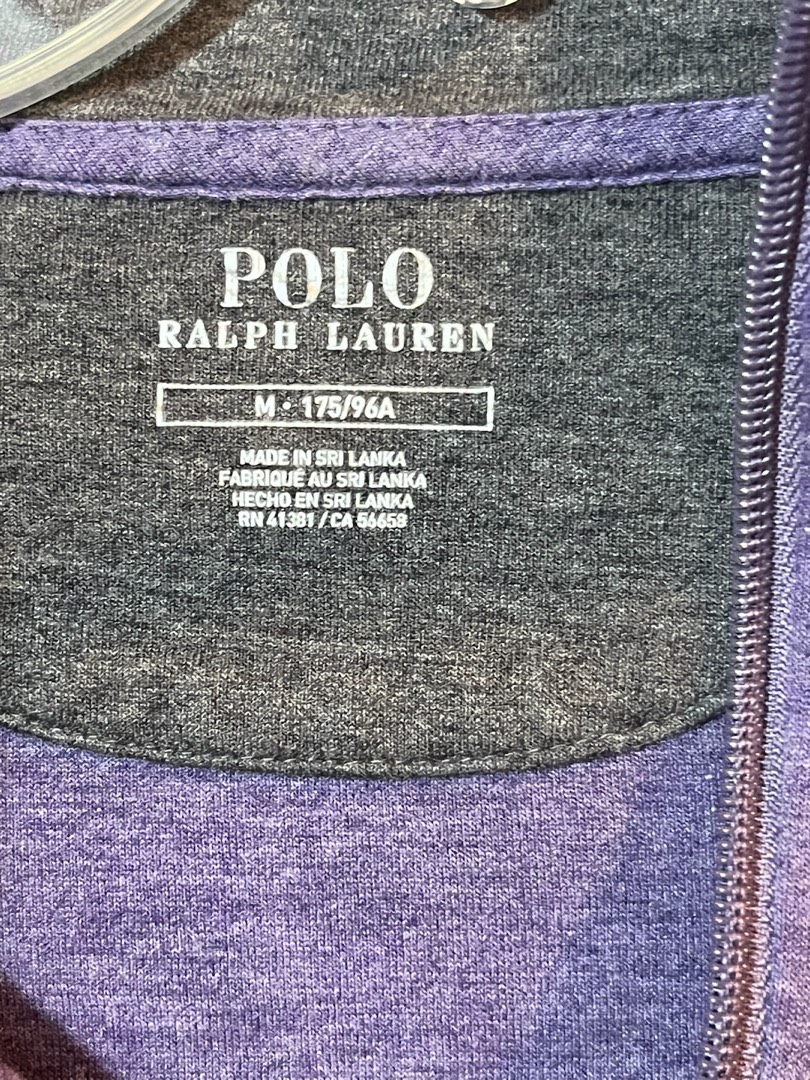 POLO
RALPH LAUREN
M • 175/96A
MADE IN SRI LANKA
FABRIQUÉ AU SRI LANKA
HECHO EN SRI LANKA
RN 41381 / CA 56653